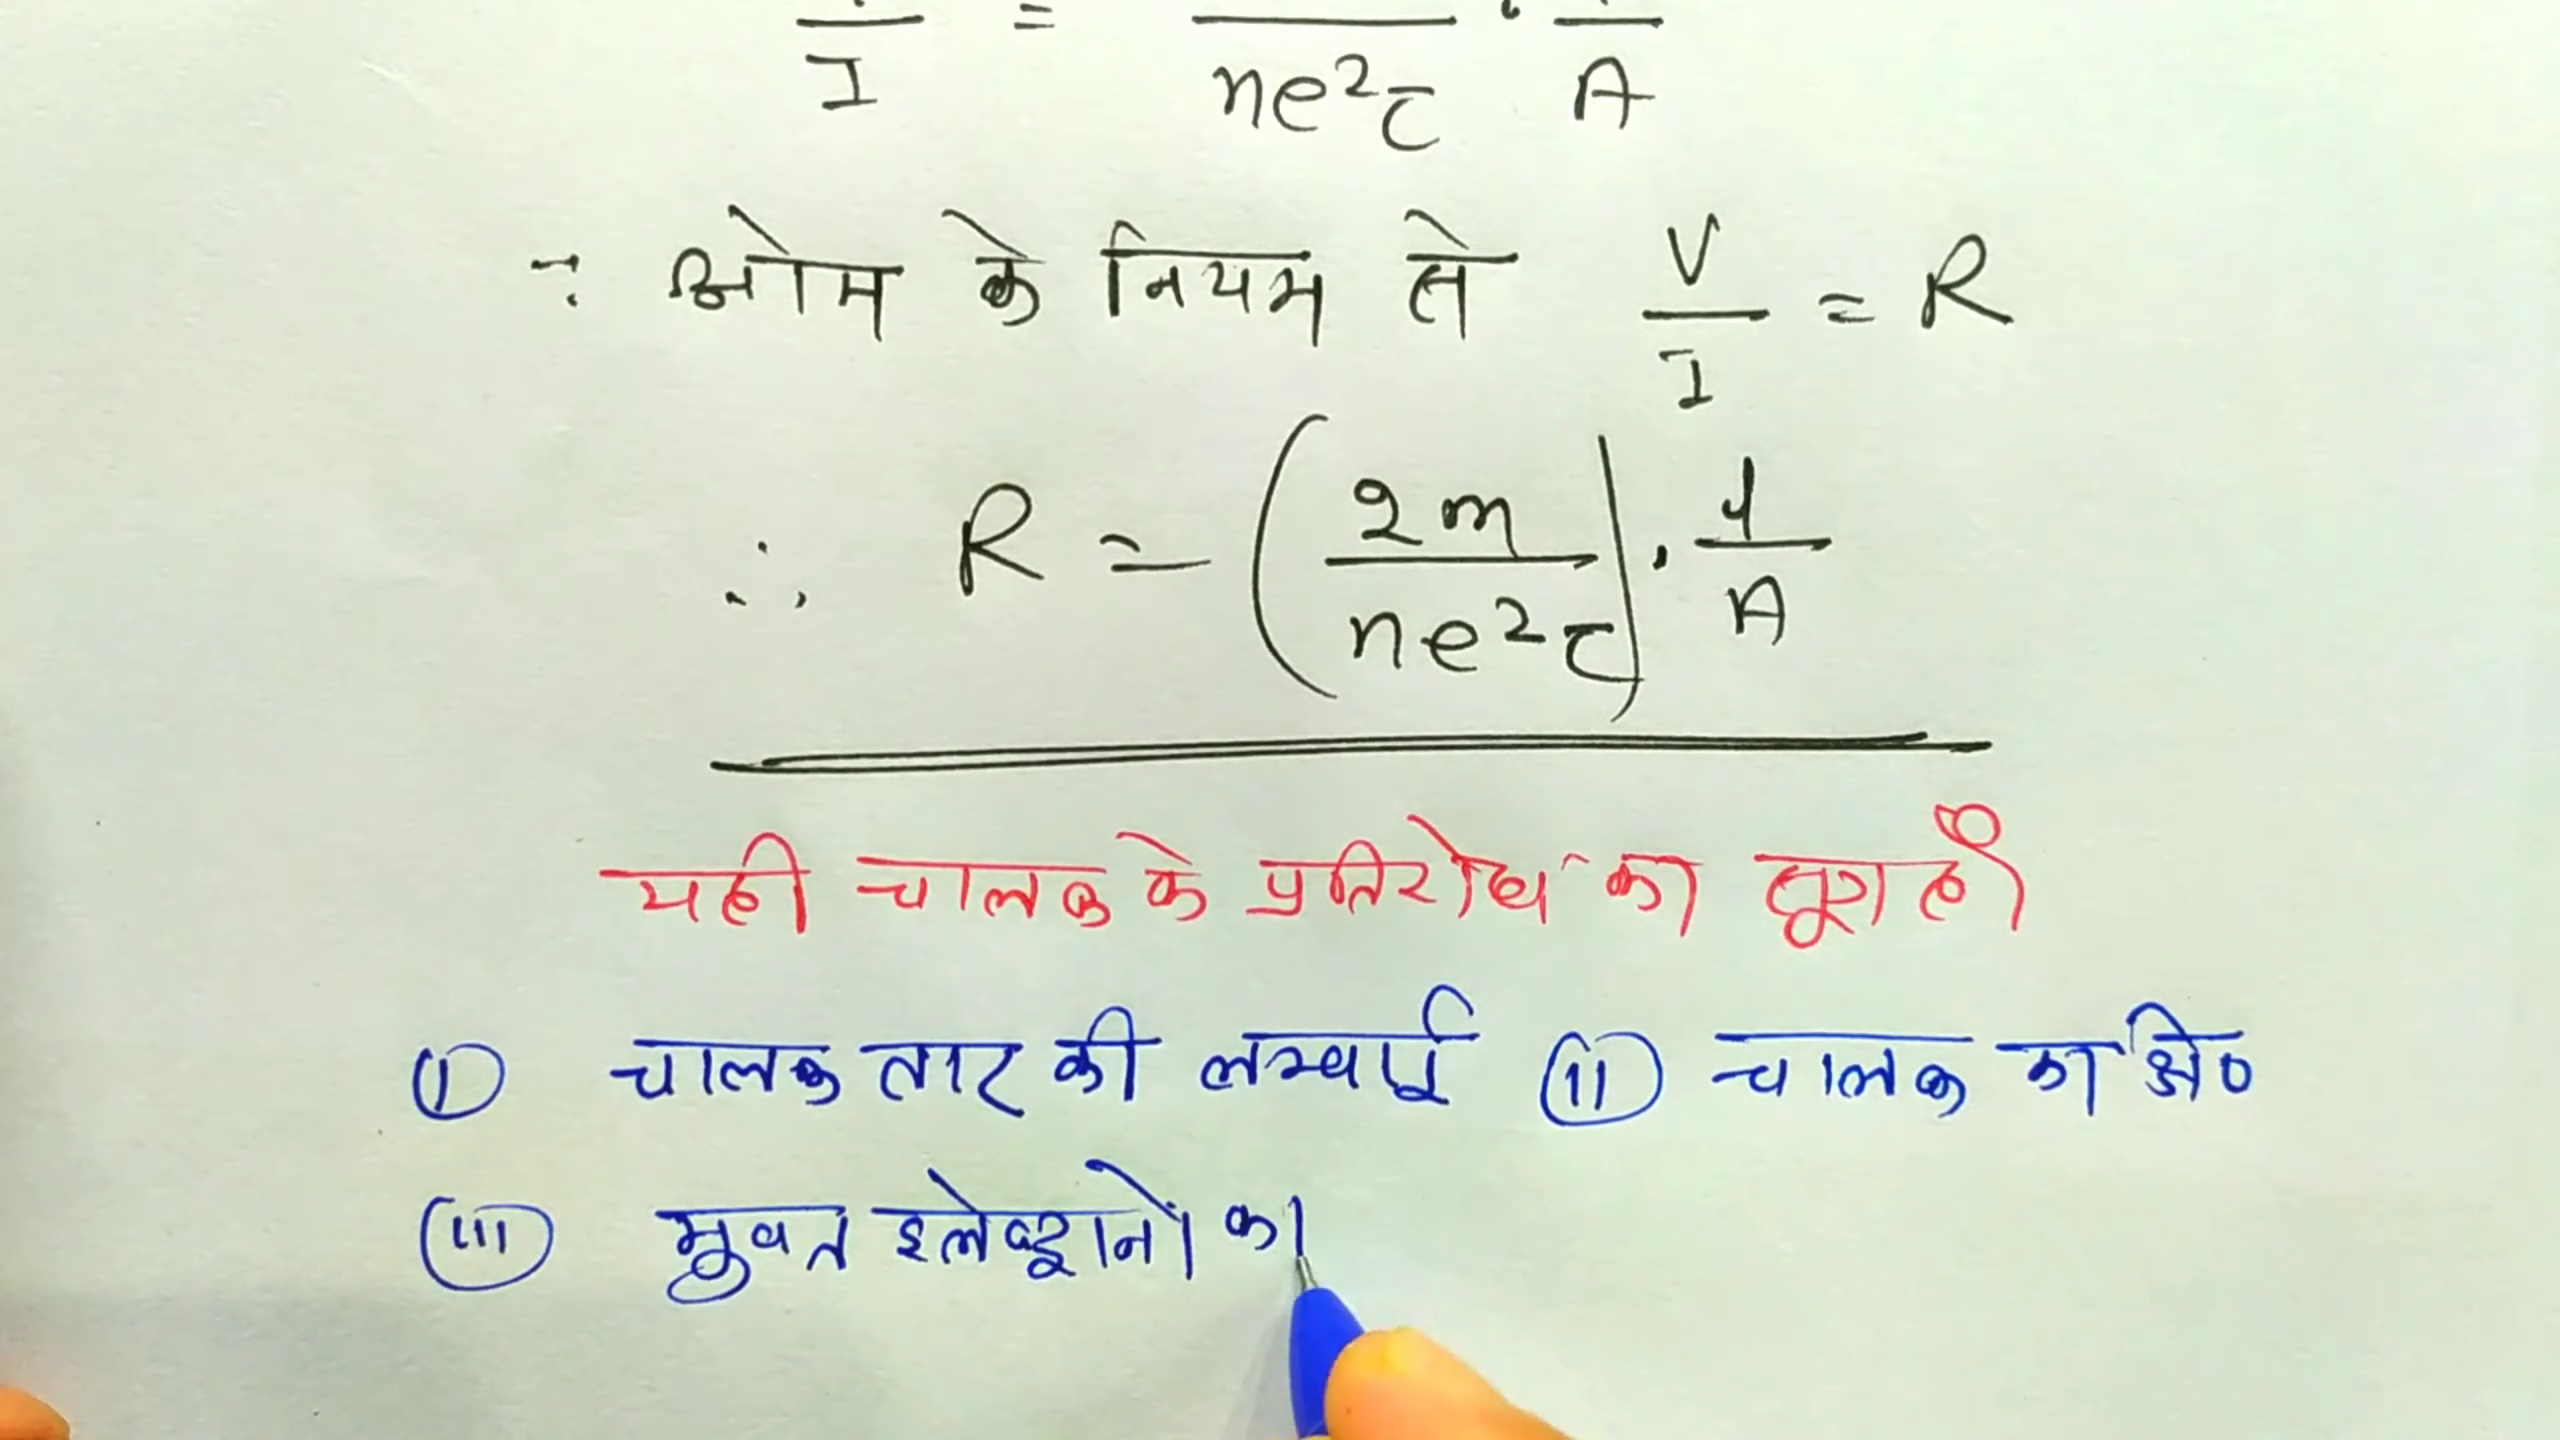 I = ne²τ . A
∵ ओम के नियम से V/I = R
∴ R = (2m/ne²τ) . l/A
यही चालक के प्रतिरोध का सूत्र है
(i) चालक तार की लम्बाई (ii) चालक का क्षे०
(iii) मुक्त इलेक्ट्रानों का